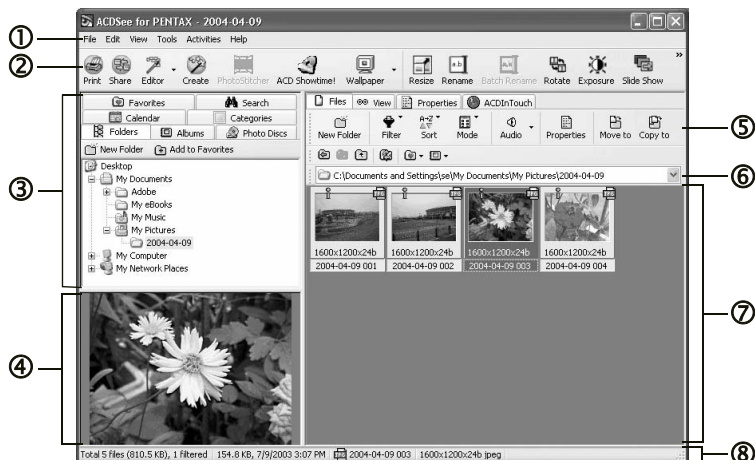 ACDSee for PENTAX - 2004-04-09
① File Edit View Tools Activities Help
② Print Share Editor Create PhotoStitcher ACD Showtime! Wallpaper Resize Rename Batch Rename Rotate Exposure Slide Show »
③
Favorites Search
Calendar Categories
Folders Albums Photo Discs
New Folder Add to Favorites
Desktop
My Documents
Adobe
My eBooks
My Music
My Pictures
2004-04-09
My Computer
My Network Places
④
Files View Properties ACDInTouch
New Folder Filter Sort Mode Audio Properties Move to Copy to ⑤
C:\Documents and Settings\se\My Documents\My Pictures\2004-04-09 ⑥
1600x1200x24b 1600x1200x24b 1600x1200x24b 1600x1200x24b
2004-04-09 001 2004-04-09 002 2004-04-09 003 2004-04-09 004
⑦
Total 5 files (810.5 KB), 1 filtered 154.8 KB, 7/9/2003 3:07 PM 2004-04-09 003 1600x1200x24b jpeg ⑧